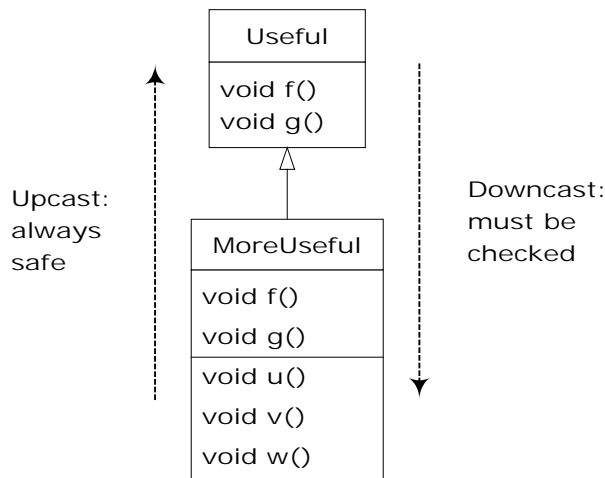 Useful
void f()
void g()
Upcast:
always
safe
Downcast:
must be
checked
MoreUseful
void f()
void g()
void u()
void v()
void w()